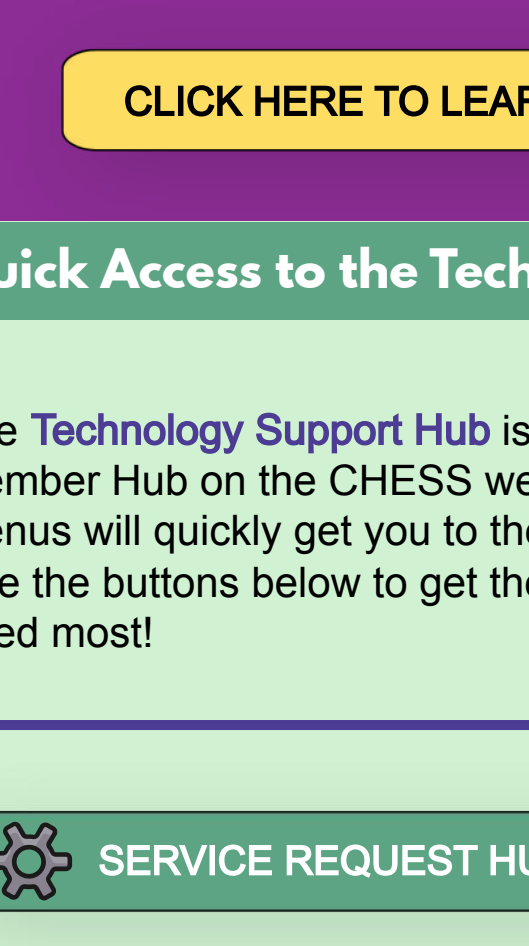 CLICK HERE TO LEAR
uick Access to the Tech
e Technology Support Hub is
ember Hub on the CHESS we
enus will quickly get you to the
e the buttons below to get the
ed most!
SERVICE REQUEST HU